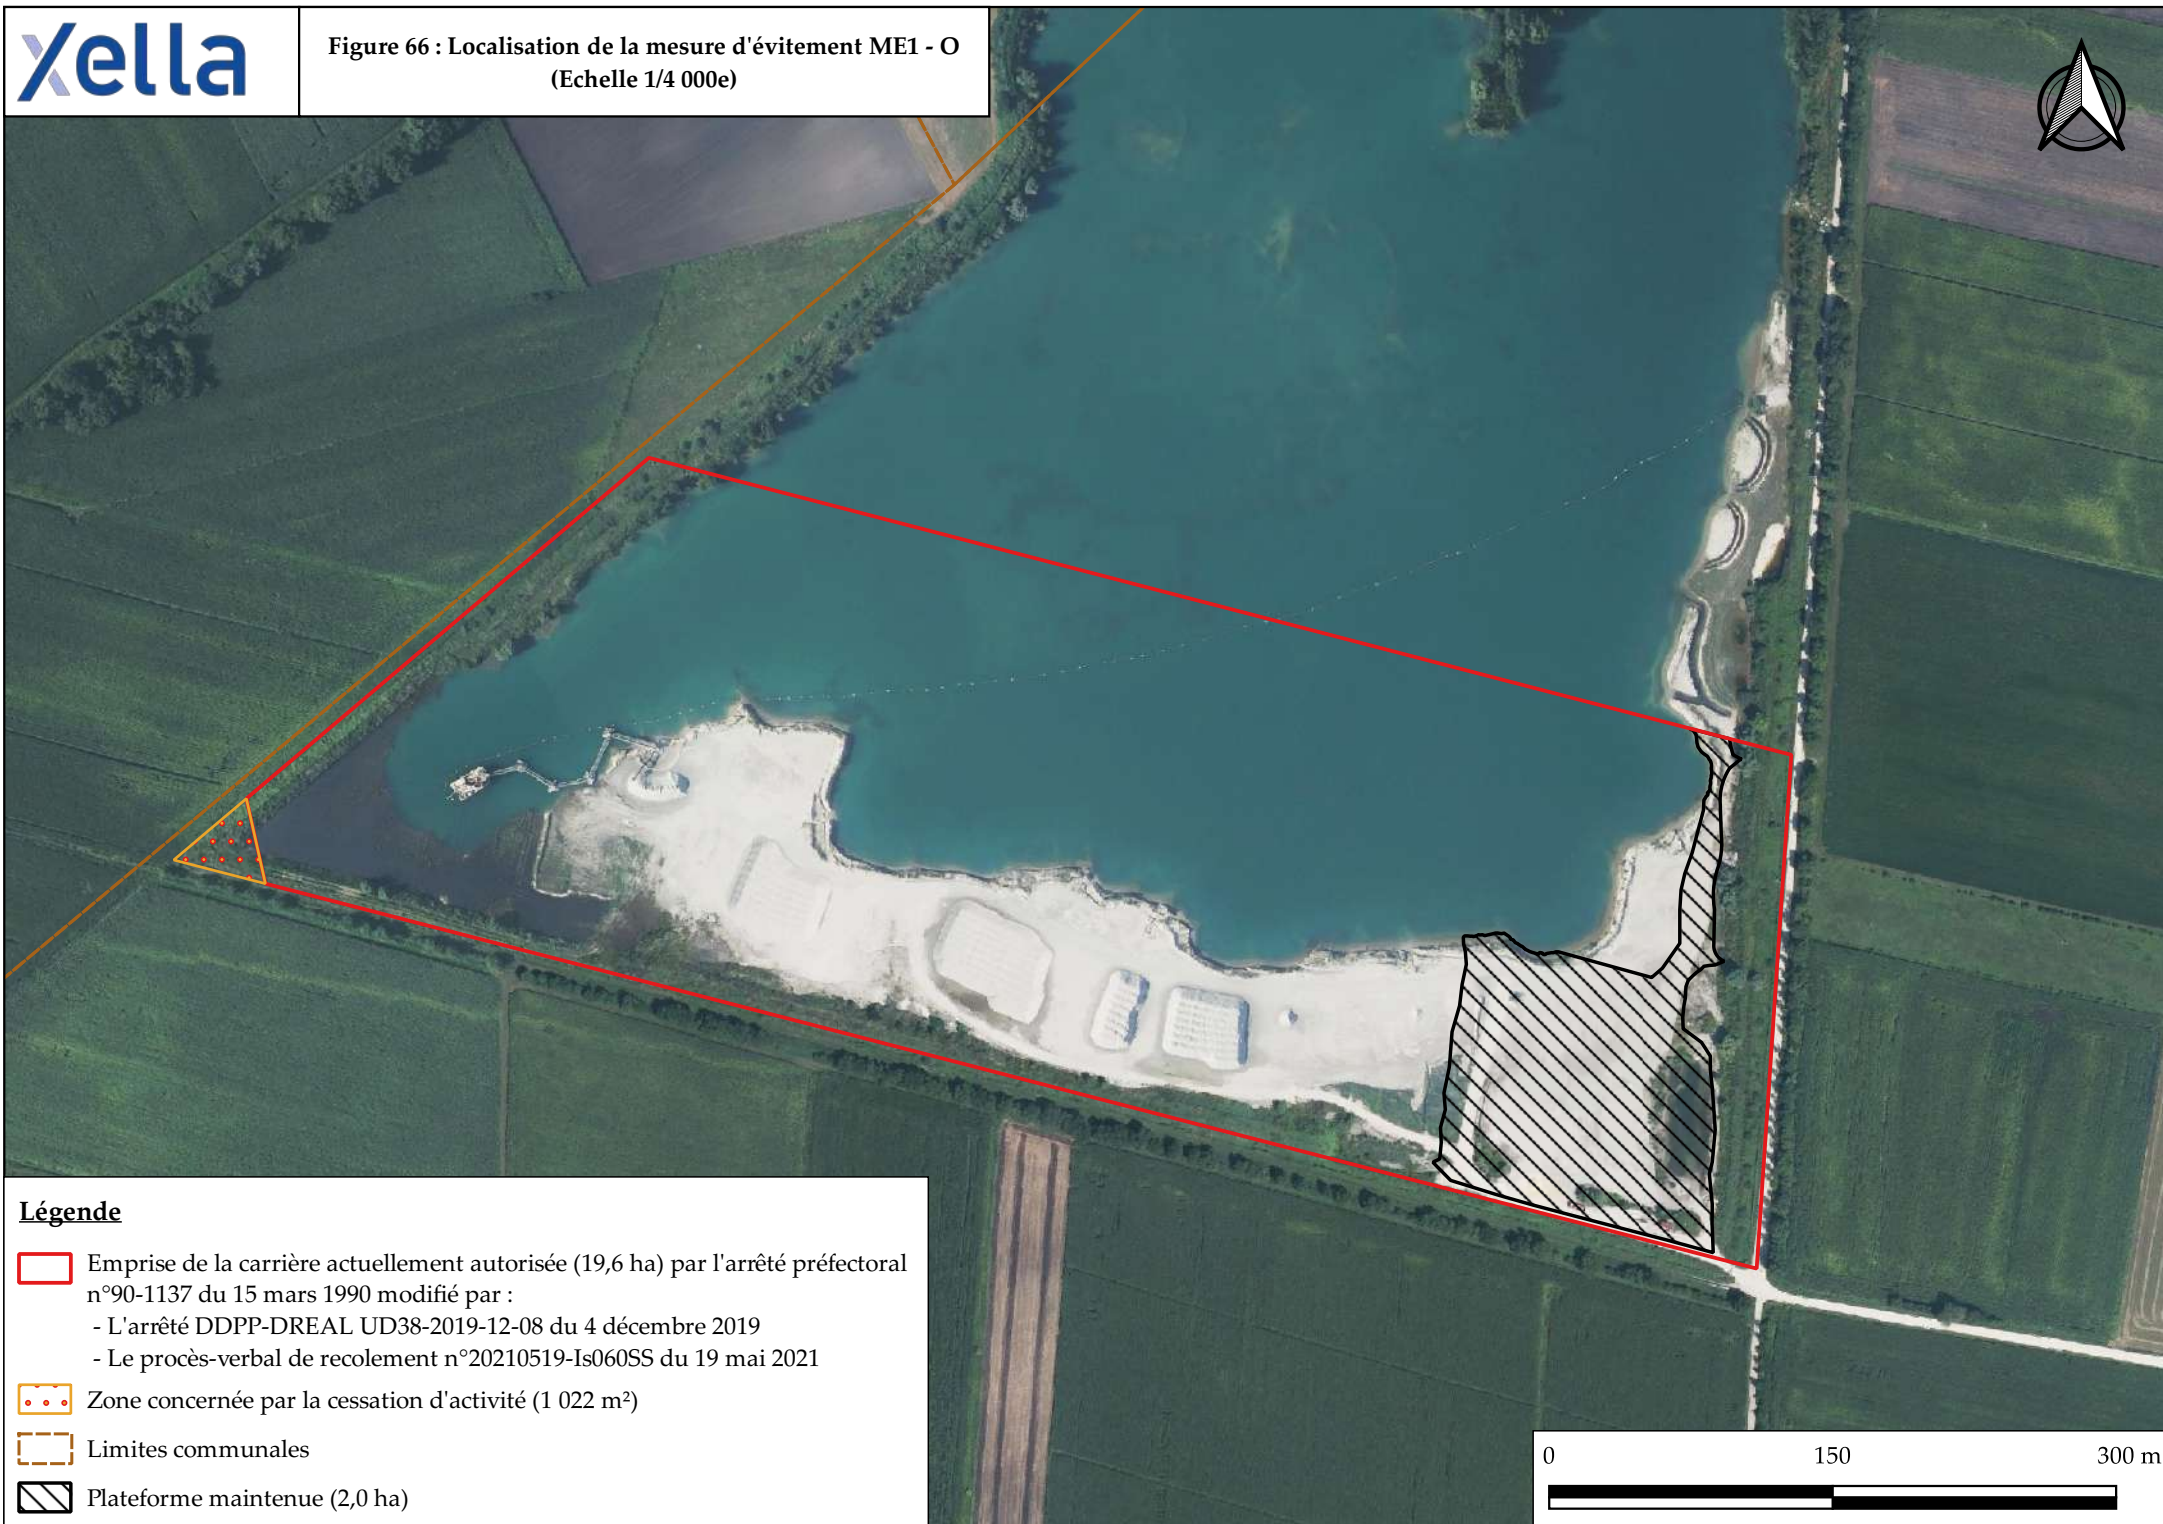 Xella
Figure 66 : Localisation de la mesure d'évitement ME1 - O
(Echelle 1/4 000e)
Légende
Emprise de la carrière actuellement autorisée (19,6 ha) par l'arrêté préfectoral
n°90-1137 du 15 mars 1990 modifié par :
- L'arrêté DDPP-DREAL UD38-2019-12-08 du 4 décembre 2019
- Le procès-verbal de recolement n°20210519-Is060SS du 19 mai 2021
Zone concernée par la cessation d'activité (1 022 m²)
Limites communales
Plateforme maintenue (2,0 ha)
0 150 300 m